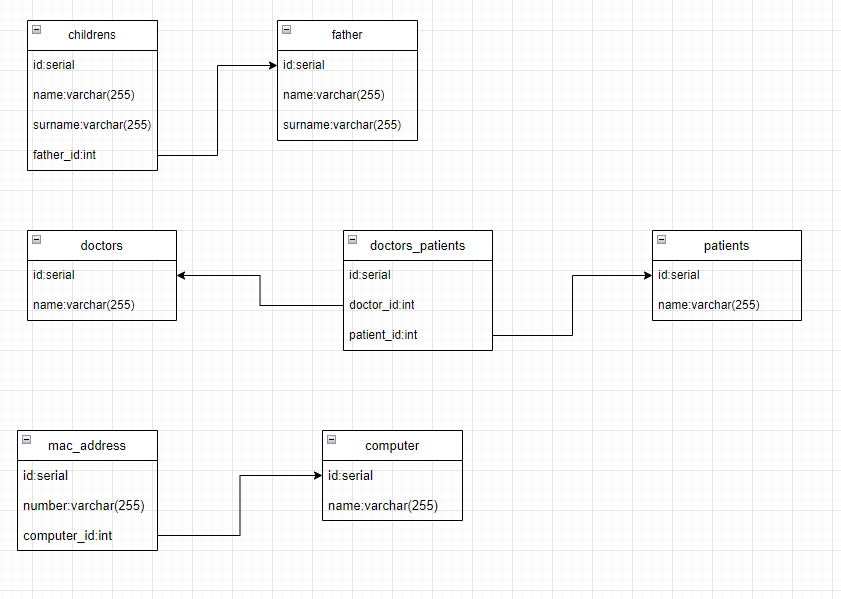 childrens
id:serial
name:varchar(255)
surname:varchar(255)
father_id:int
father
id:serial
name:varchar(255)
surname:varchar(255)
doctors
id:serial
name:varchar(255)
doctors_patients
id:serial
doctor_id:int
patient_id:int
patients
id:serial
name:varchar(255)
mac_address
id:serial
number:varchar(255)
computer_id:int
computer
id:serial
name:varchar(255)